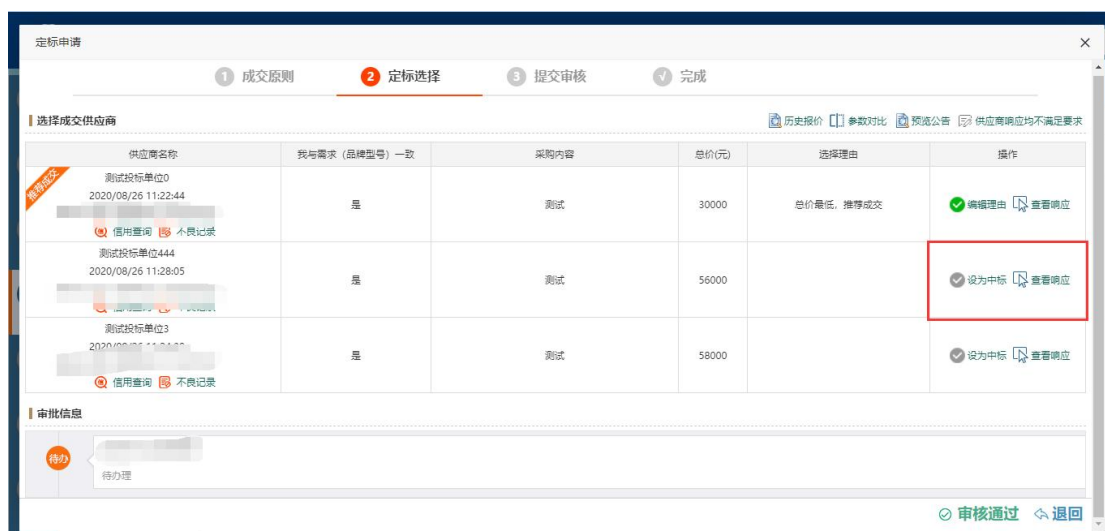 定标申请
1 成交原则 2 定标选择 3 提交审核 完成
选择成交供应商 历史报价 参数对比 预览公告 供应商响应均不满足要求
供应商名称 我与需求（品牌型号）一致 采购内容 总价(元) 选择理由 操作
推荐成交
测试投标单位0
2020/08/26 11:22:44
是 测试 30000 总价最低，推荐成交 编辑理由 查看响应
信用查询 不良记录
测试投标单位444
2020/08/26 11:28:05
是 测试 56000 设为中标 查看响应
测试投标单位3
是 测试 58000 设为中标 查看响应
信用查询 不良记录
审批信息
待办
待办理
审核通过 退回